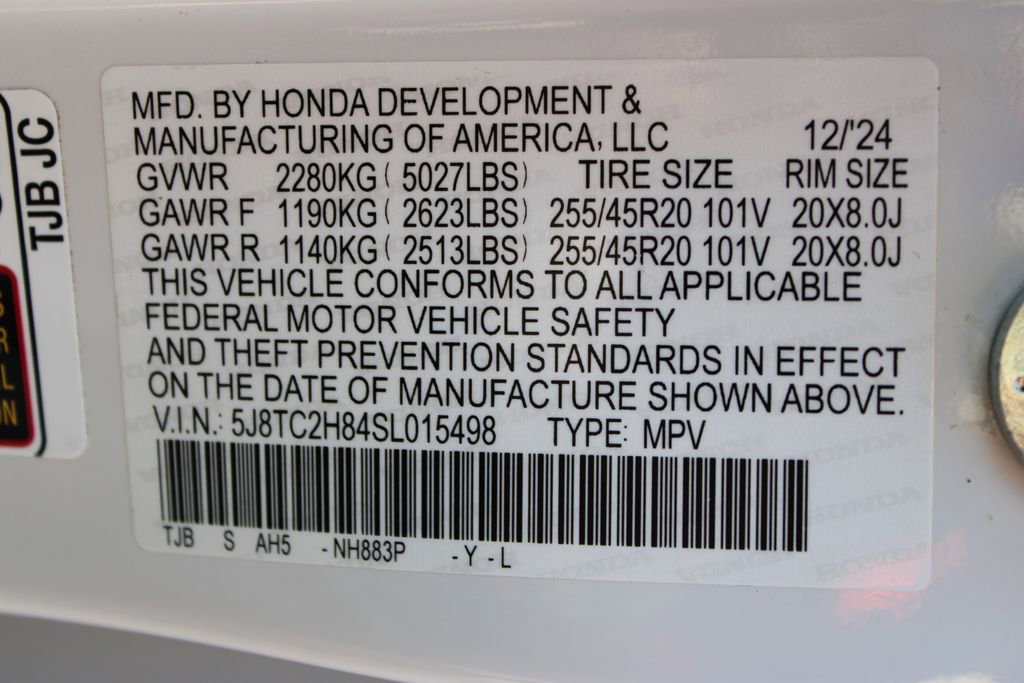 MFD. BY HONDA DEVELOPMENT &
MANUFACTURING OF AMERICA, LLC 12/'24
GVWR 2280KG ( 5027LBS) TIRE SIZE RIM SIZE
GAWR F 1190KG ( 2623LBS) 255/45R20 101V 20X8.0J
GAWR R 1140KG ( 2513LBS) 255/45R20 101V 20X8.0J
THIS VEHICLE CONFORMS TO ALL APPLICABLE
FEDERAL MOTOR VEHICLE SAFETY
AND THEFT PREVENTION STANDARDS IN EFFECT
ON THE DATE OF MANUFACTURE SHOWN ABOVE.
V.I.N.: 5J8TC2H84SL015498 TYPE: MPV
TJB S AH5 -NH883P -Y-L
TJB JC